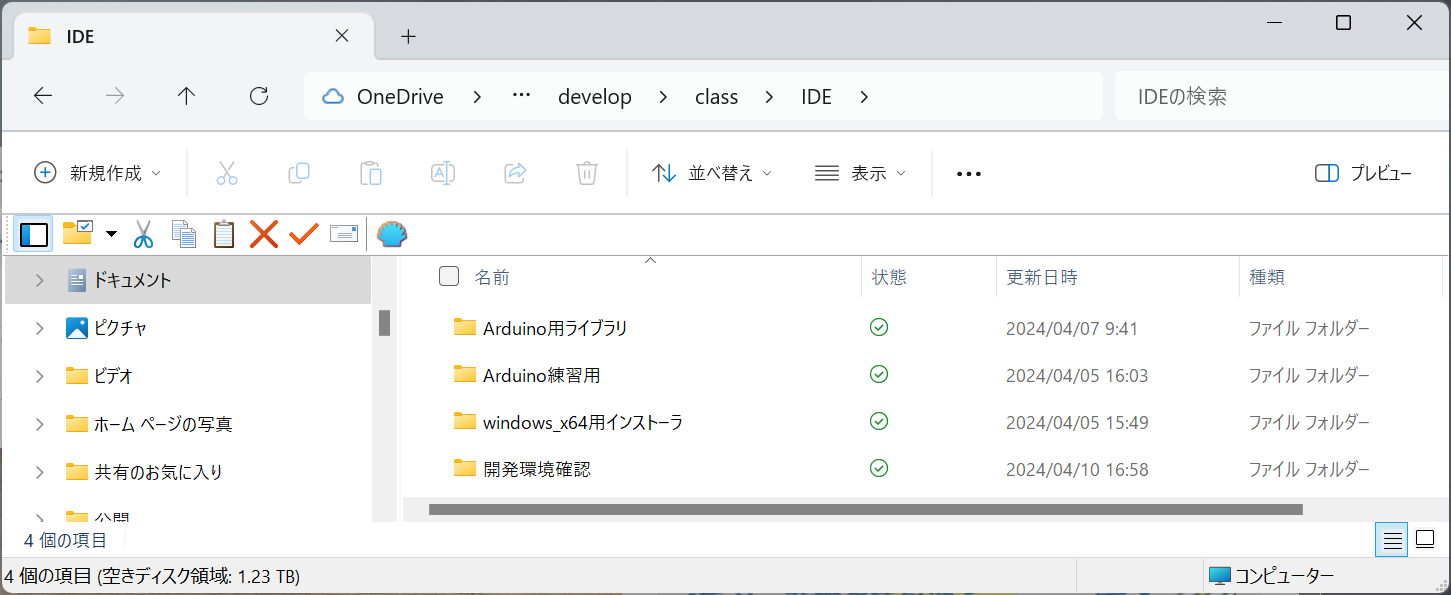 IDE
OneDrive > ··· develop > class > IDE >
IDEの検索
新規作成
並べ替え
表示
プレビュー
名前 状態 更新日時 種類
ドキュメント
ピクチャ
ビデオ
ホーム ページの写真
共有のお気に入り
公開
Arduino用ライブラリ 2024/04/07 9:41 ファイル フォルダー
Arduino練習用 2024/04/05 16:03 ファイル フォルダー
windows_x64用インストーラ 2024/04/05 15:49 ファイル フォルダー
開発環境確認 2024/04/10 16:58 ファイル フォルダー
4 個の項目
4 個の項目 (空きディスク領域: 1.23 TB)
コンピューター